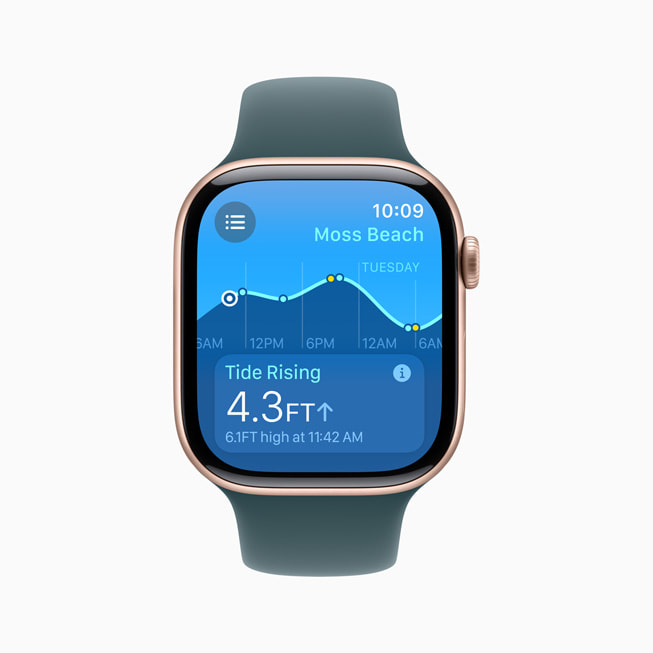 10:09
Moss Beach
TUESDAY
6AM 12PM 6PM 12AM 6AM
Tide Rising
4.3FT↑
6.1FT high at 11:42 AM